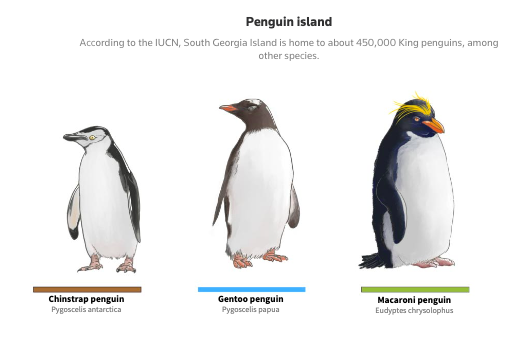 Penguin island
According to the IUCN, South Georgia Island is home to about 450,000 King penguins, among
other species.
Chinstrap penguin
Pygoscelis antarctica
Gentoo penguin
Pygoscelis papua
Macaroni penguin
Eudyptes chrysolophus